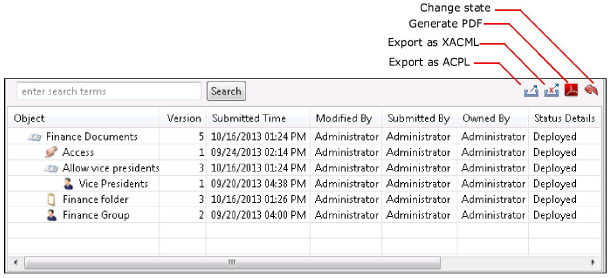 Change state
Generate PDF
Export as XACML
Export as ACPL
enter search terms Search
Object Version Submitted Time Modified By Submitted By Owned By Status Details
Finance Documents 5 10/16/2013 01:24 PM Administrator Administrator Administrator Deployed
Access 1 09/24/2013 02:14 PM Administrator Administrator Administrator Deployed
Allow vice presidents 3 10/16/2013 01:24 PM Administrator Administrator Administrator Deployed
Vice Presidents 1 09/20/2013 04:38 PM Administrator Administrator Administrator Deployed
Finance folder 3 10/16/2013 01:26 PM Administrator Administrator Administrator Deployed
Finance Group 2 09/20/2013 04:00 PM Administrator Administrator Administrator Deployed